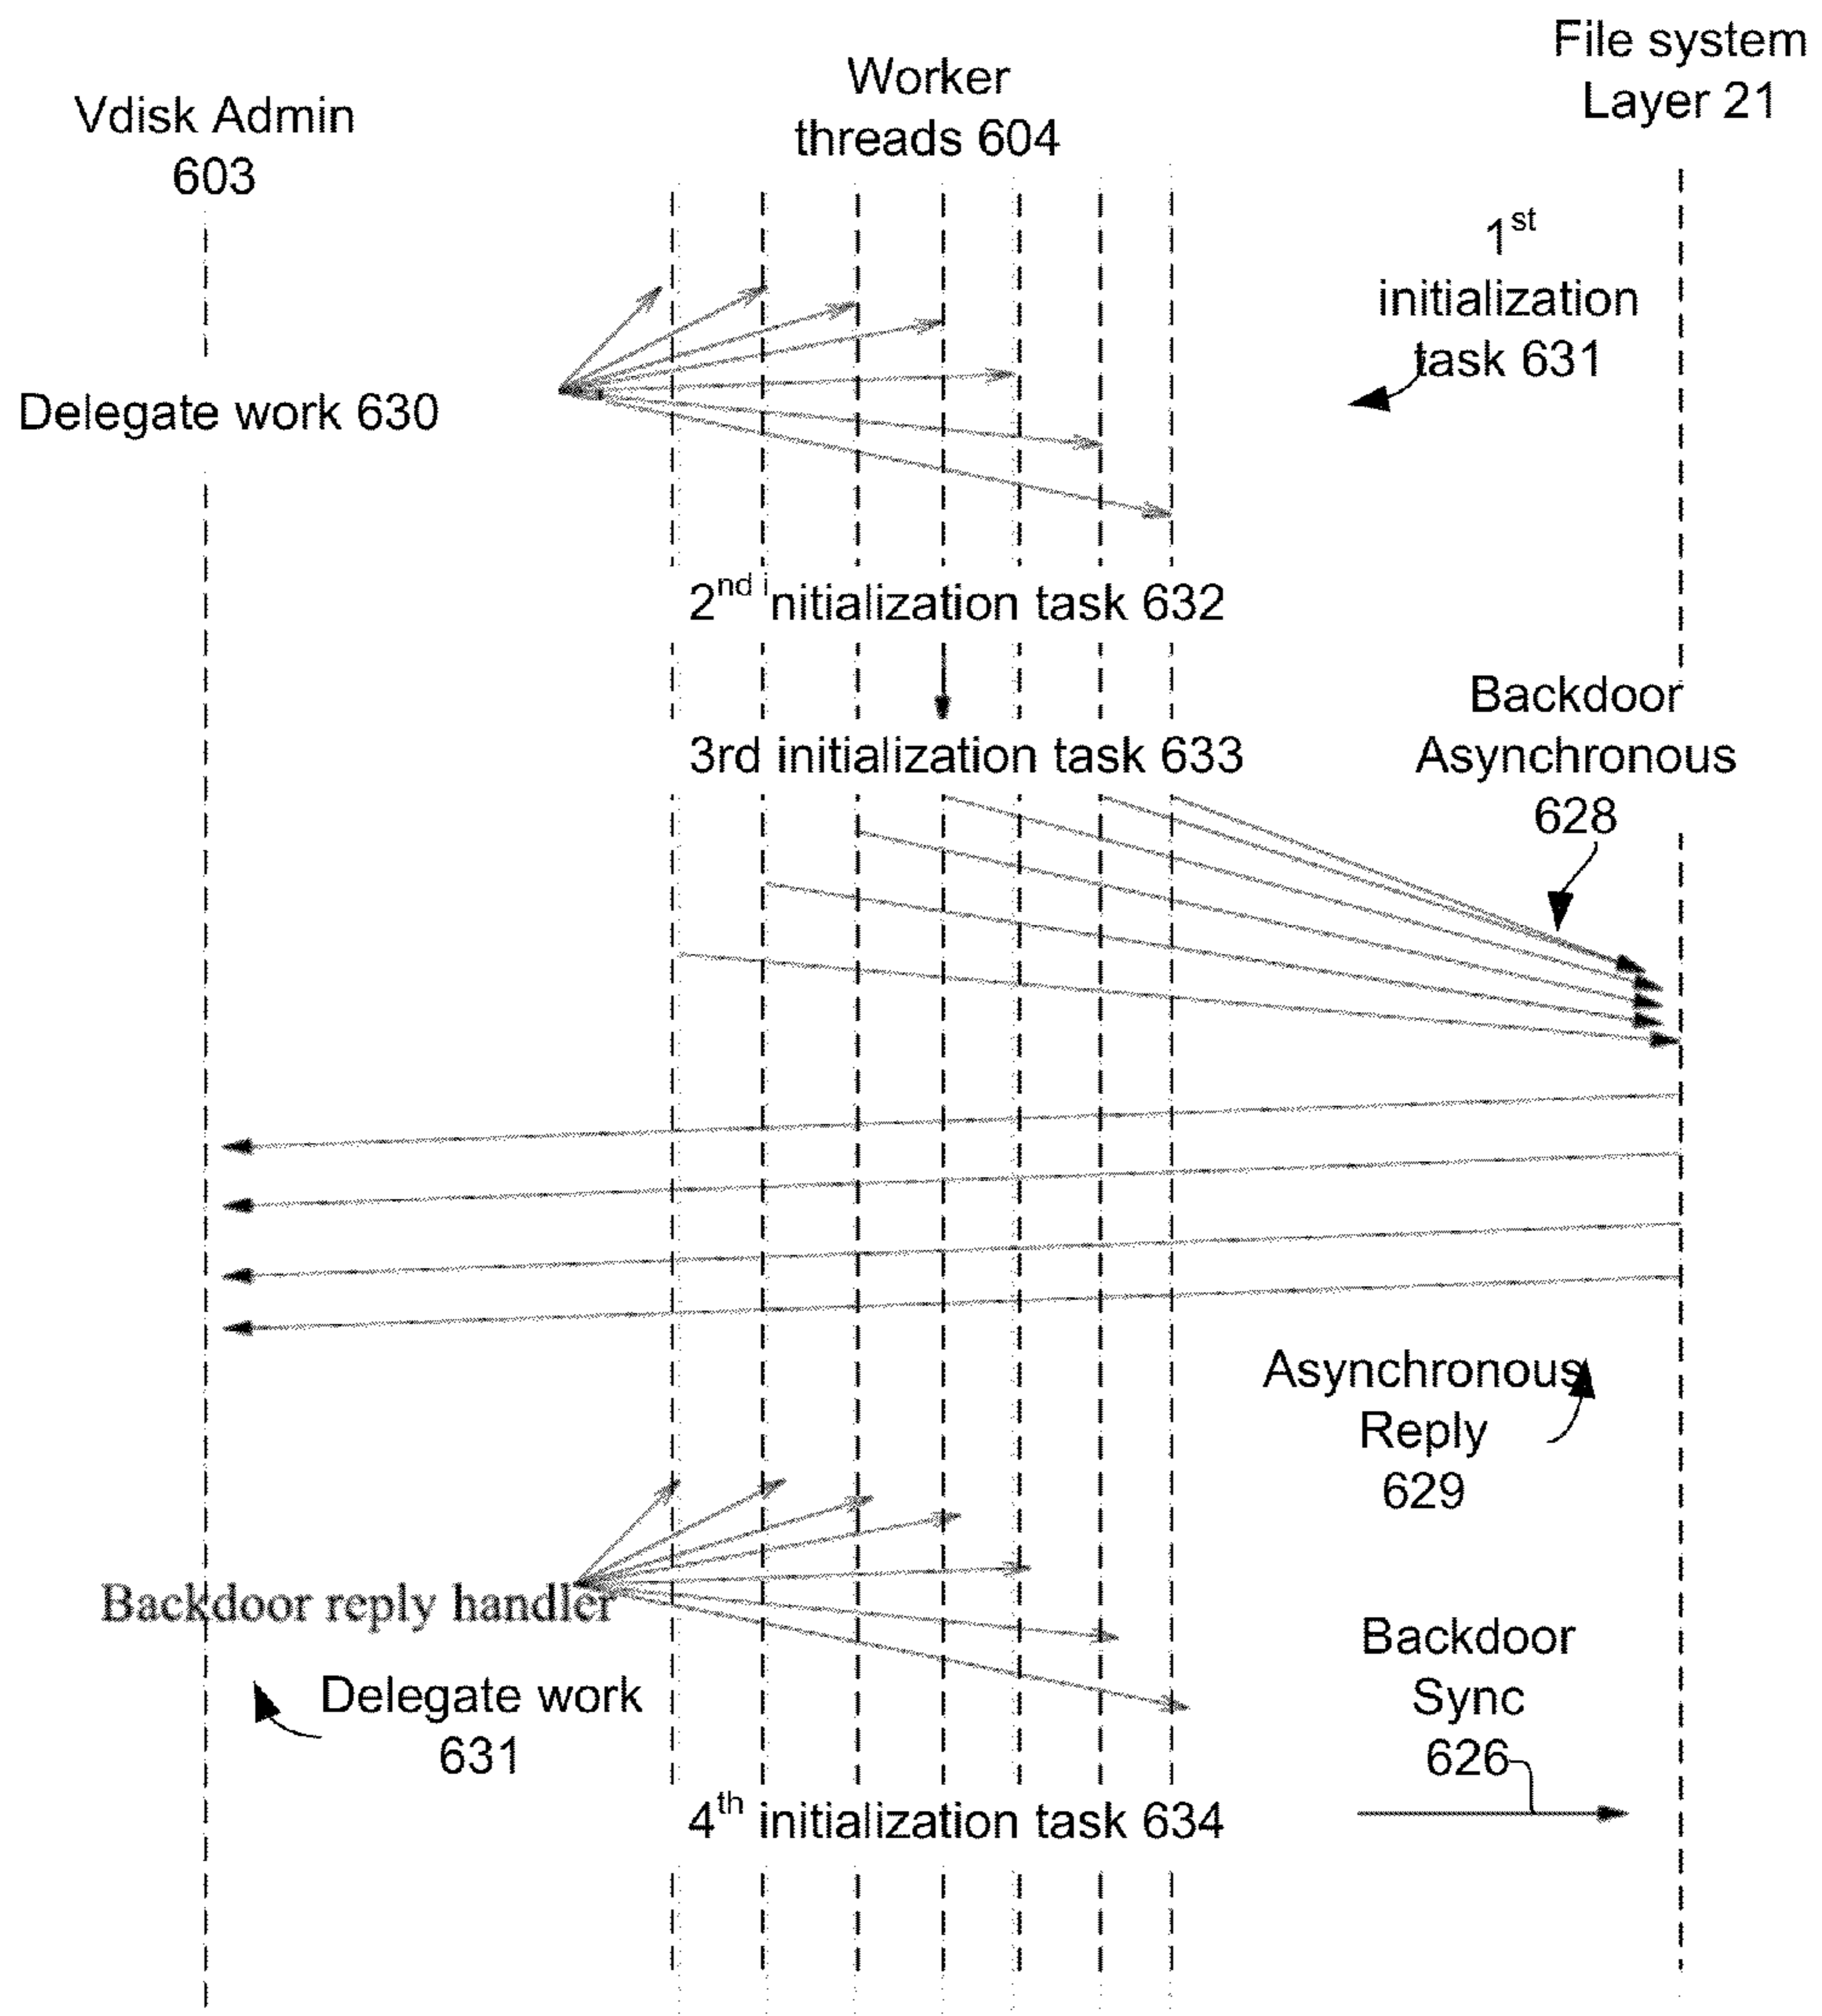 File system
Layer 21
Worker
threads 604
Vdisk Admin
603
1st
initialization
task 631
Delegate work 630
2nd initialization task 632
Backdoor
Asynchronous
628
3rd initialization task 633
Asynchronous
Reply
629
Backdoor reply handler
Delegate work
631
Backdoor
Sync
626
4th initialization task 634